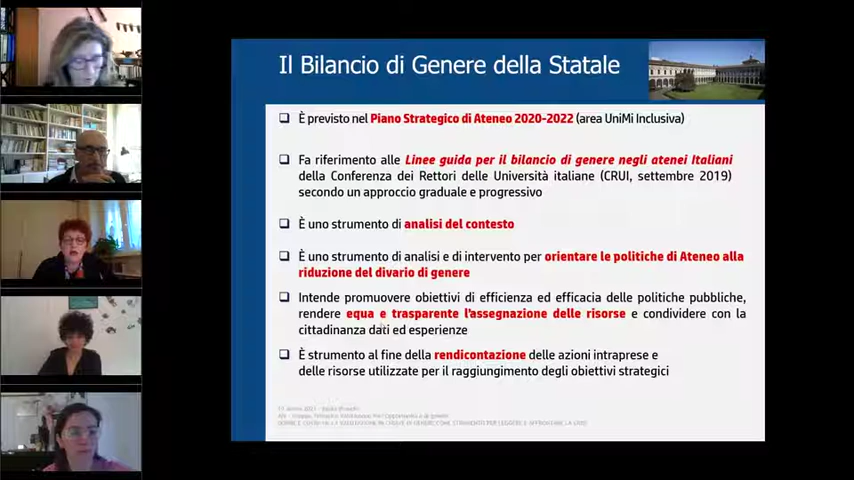 Il Bilancio di Genere della Statale
❑ È previsto nel Piano Strategico di Ateneo 2020-2022 (area UniMi Inclusiva)
❑ Fa riferimento alle Linee guida per il bilancio di genere negli atenei Italiani
della Conferenza dei Rettori delle Università italiane (CRUI, settembre 2019)
secondo un approccio graduale e progressivo
❑ È uno strumento di analisi del contesto
❑ È uno strumento di analisi e di intervento per orientare le politiche di Ateneo alla
riduzione del divario di genere
❑ Intende promuovere obiettivi di efficienza ed efficacia delle politiche pubbliche,
rendere equa e trasparente l'assegnazione delle risorse e condividere con la
cittadinanza dati ed esperienze
❑ È strumento al fine della rendicontazione delle azioni intraprese e
delle risorse utilizzate per il raggiungimento degli obiettivi strategici